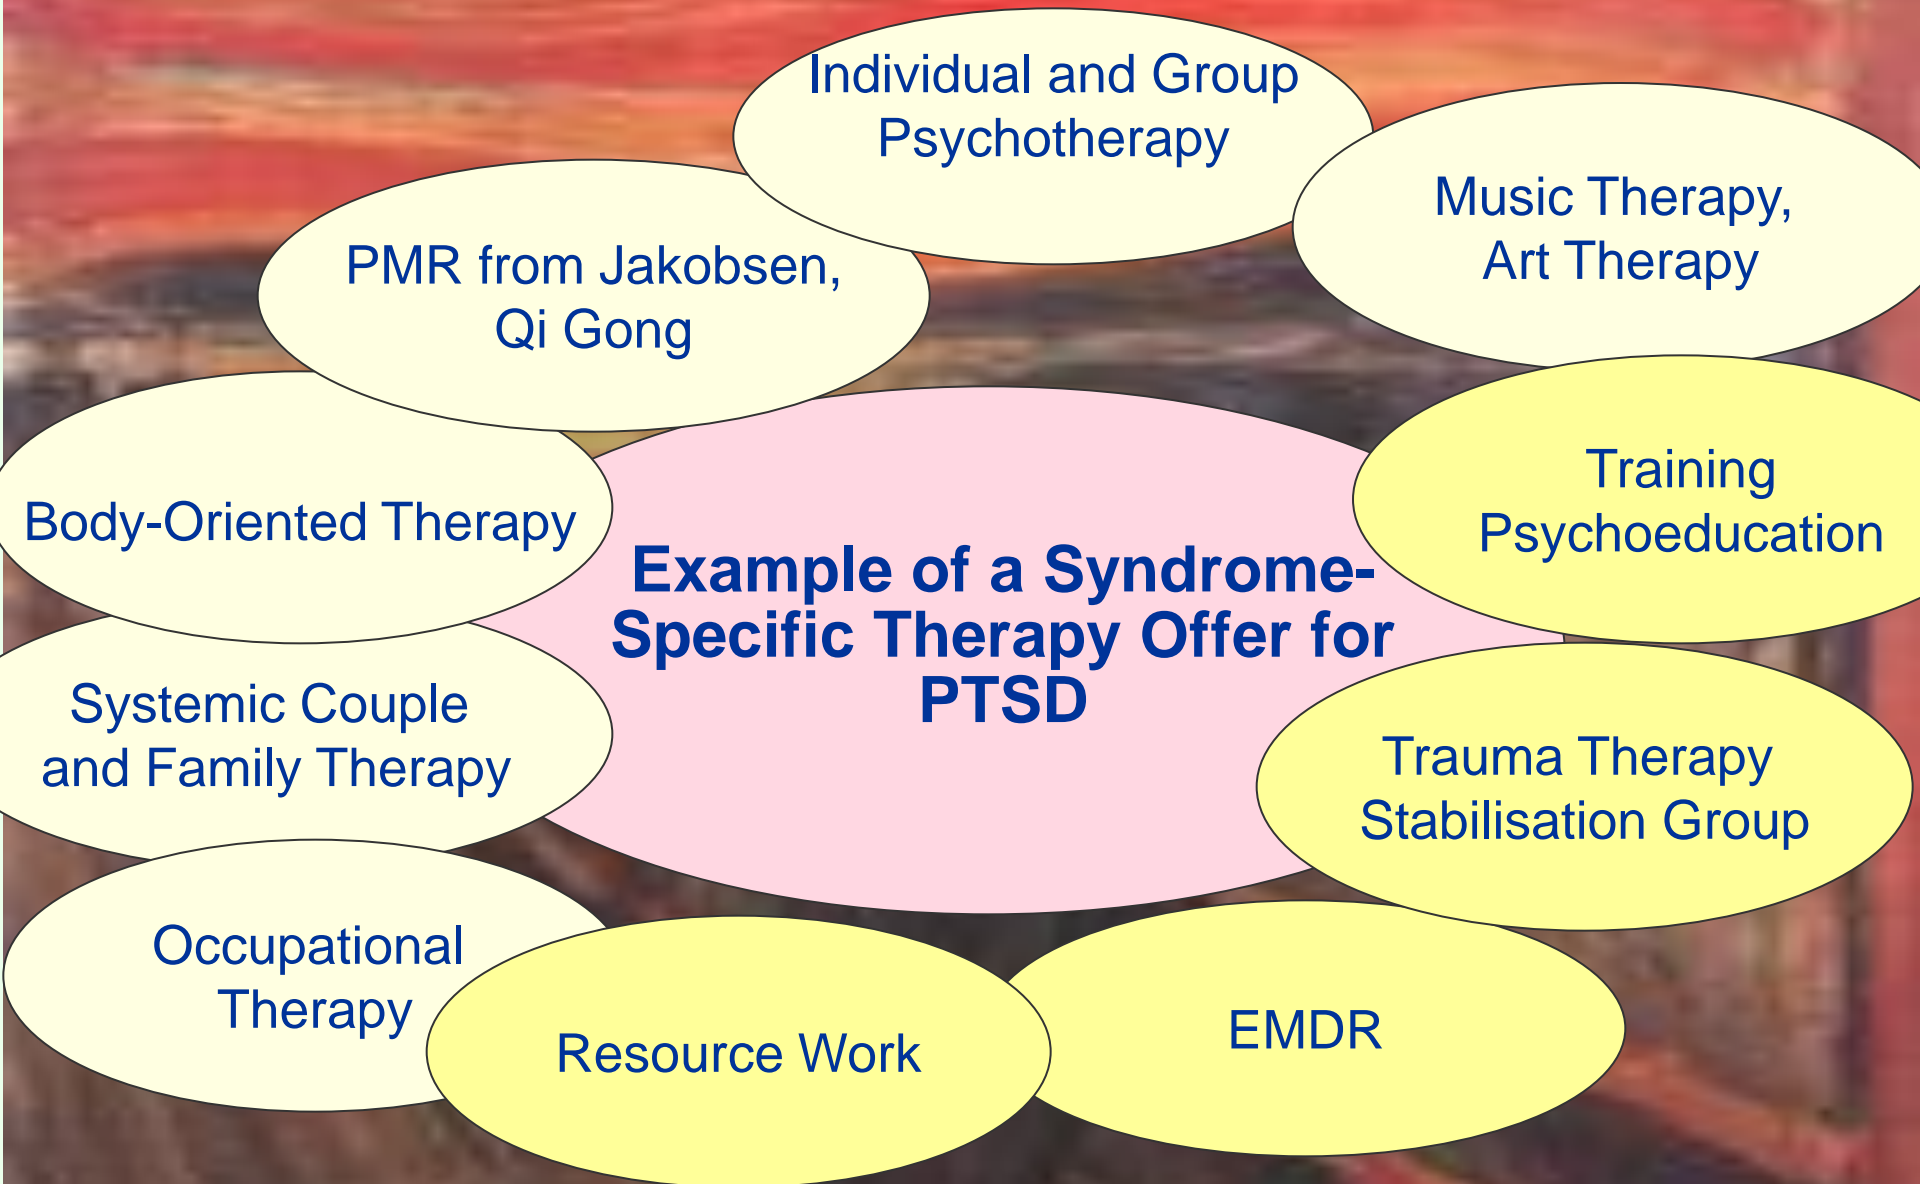 Individual and Group
Psychotherapy
Music Therapy,
Art Therapy
PMR from Jakobsen,
Qi Gong
Training
Psychoeducation
Body-Oriented Therapy
Example of a Syndrome-
Specific Therapy Offer for
PTSD
Systemic Couple
and Family Therapy
Trauma Therapy
Stabilisation Group
Occupational
Therapy
Resource Work
EMDR